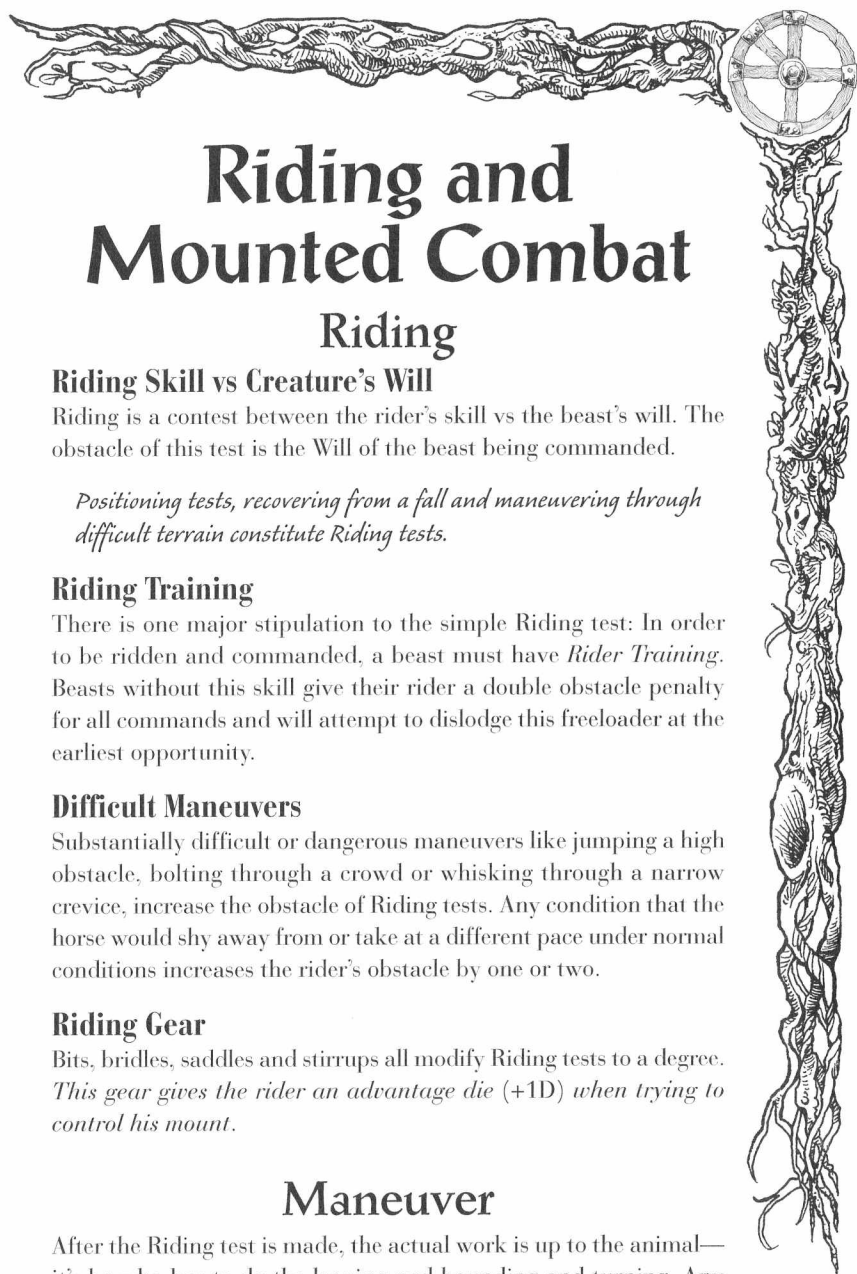 Riding and
Mounted Combat
Riding
Riding Skill vs Creature's Will
Riding is a contest between the rider's skill vs the beast's will. The
obstacle of this test is the Will of the beast being commanded.
Positioning tests, recovering from a fall and maneuvering through
difficult terrain constitute Riding tests.
Riding Training
There is one major stipulation to the simple Riding test: In order
to be ridden and commanded, a beast must have Rider Training.
Beasts without this skill give their rider a double obstacle penalty
for all commands and will attempt to dislodge this freeloader at the
earliest opportunity.
Difficult Maneuvers
Substantially difficult or dangerous maneuvers like jumping a high
obstacle, bolting through a crowd or whisking through a narrow
crevice, increase the obstacle of Riding tests. Any condition that the
horse would shy away from or take at a different pace under normal
conditions increases the rider's obstacle by one or two.
Riding Gear
Bits, bridles, saddles and stirrups all modify Riding tests to a degree.
This gear gives the rider an advantage die (+1D) when trying to
control his mount.
Maneuver
After the Riding test is made, the actual work is up to the animal—